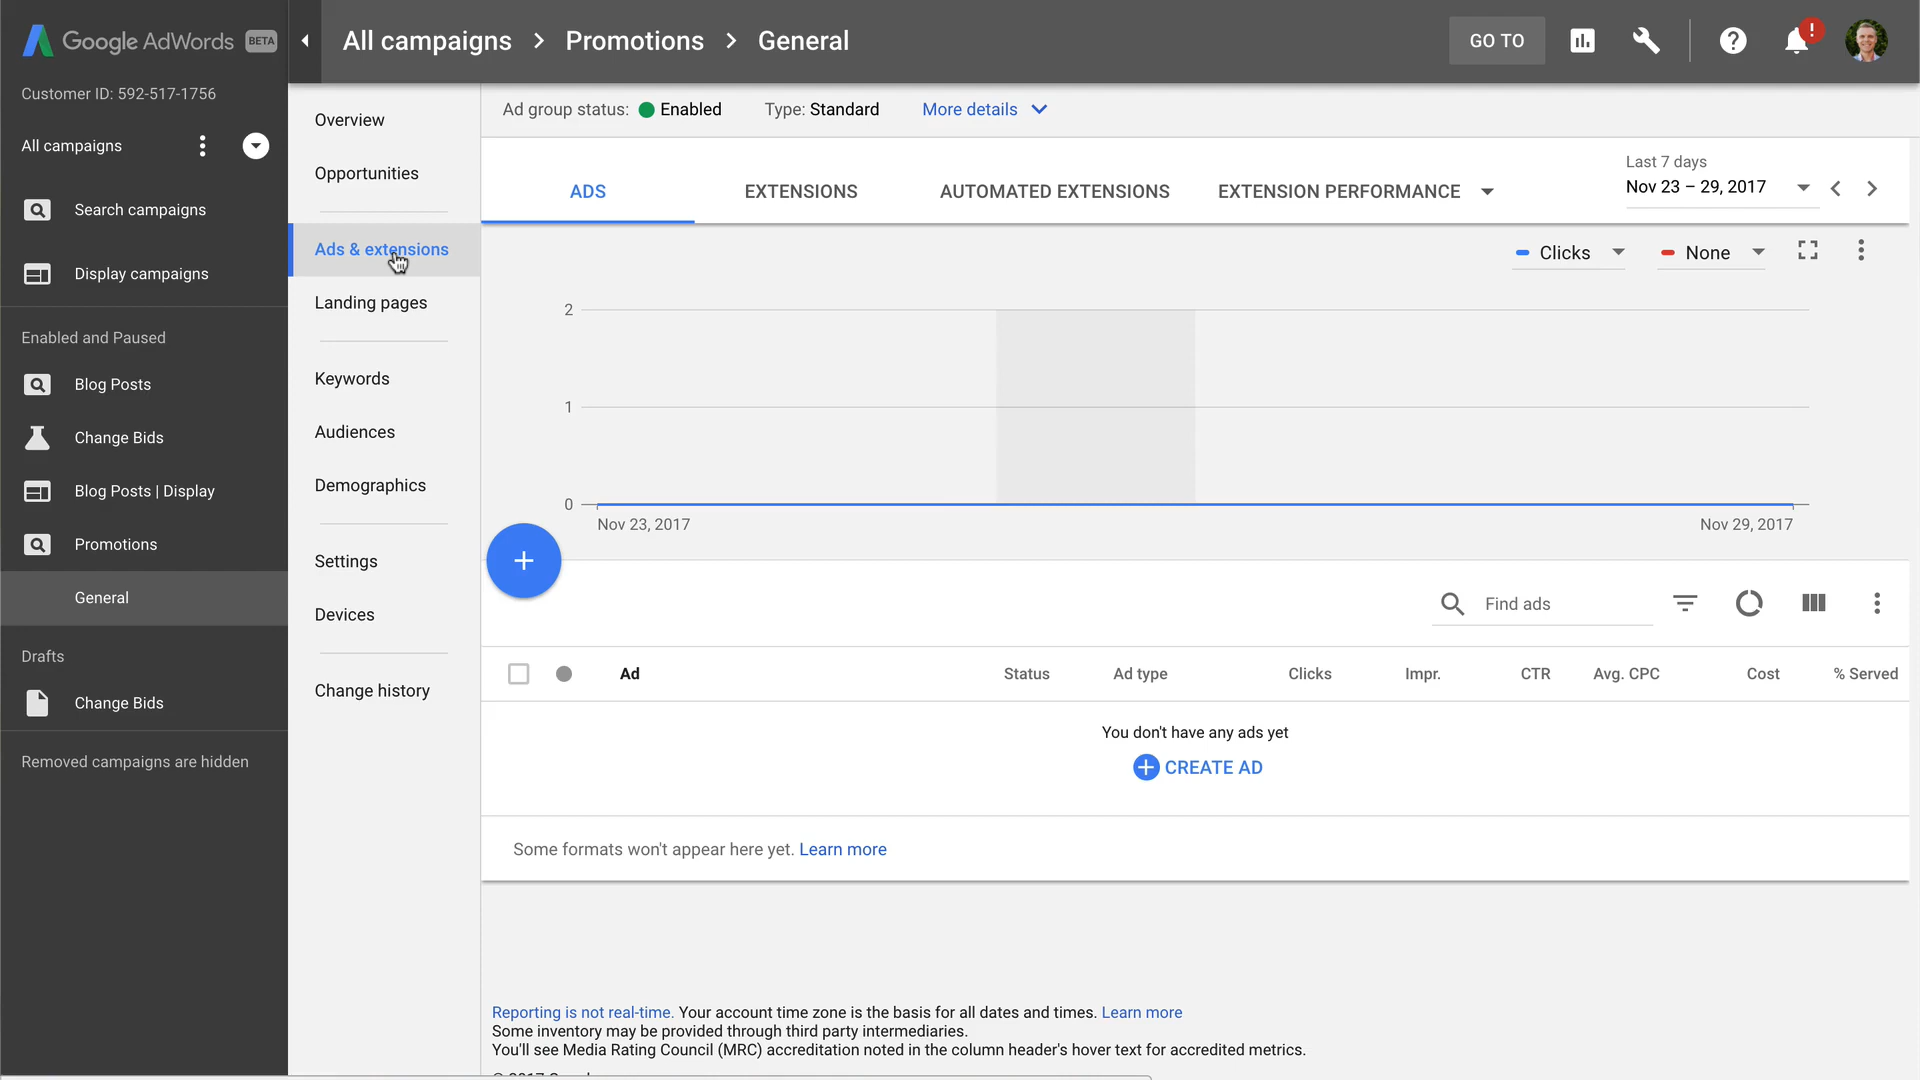 Google AdWords BETA
All campaigns > Promotions > General
GO TO
!
Customer ID: 592-517-1756
All campaigns
Search campaigns
Display campaigns
Enabled and Paused
Blog Posts
Change Bids
Blog Posts | Display
Promotions
General
Drafts
Change Bids
Removed campaigns are hidden
Overview
Opportunities
Ads & extensions
Landing pages
Keywords
Audiences
Demographics
Settings
Devices
Change history
Ad group status: Enabled Type: Standard More details
ADS EXTENSIONS AUTOMATED EXTENSIONS EXTENSION PERFORMANCE
Last 7 days
Nov 23 – 29, 2017
Clicks None
2
1
0
Nov 23, 2017 Nov 29, 2017
Find ads
Ad Status Ad type Clicks Impr. CTR Avg. CPC Cost % Served
You don't have any ads yet
CREATE AD
Some formats won't appear here yet. Learn more
Reporting is not real-time. Your account time zone is the basis for all dates and times. Learn more
Some inventory may be provided through third party intermediaries.
You'll see Media Rating Council (MRC) accreditation noted in the column header's hover text for accredited metrics.